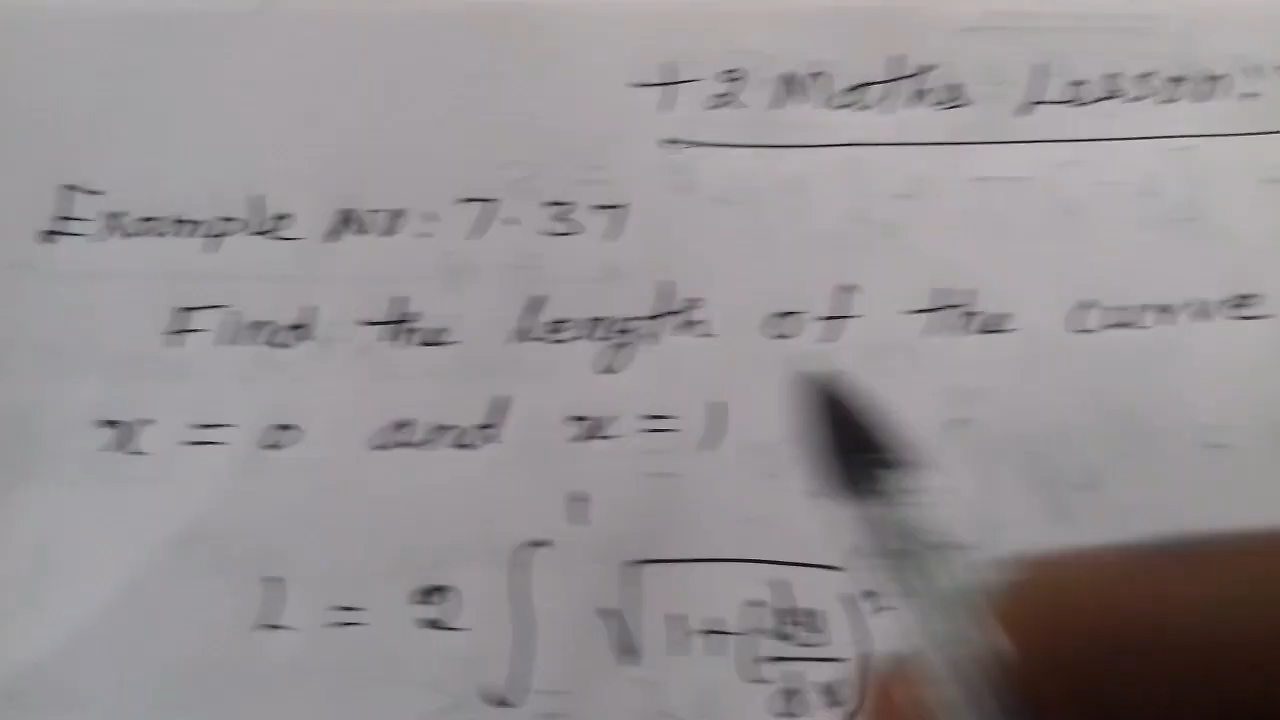 +2 Maths Lesson:
Example No: 7.37
Find the length of the curve
x = 0 and x = 1
L = 2 ∫ √1+(dy/dx)²